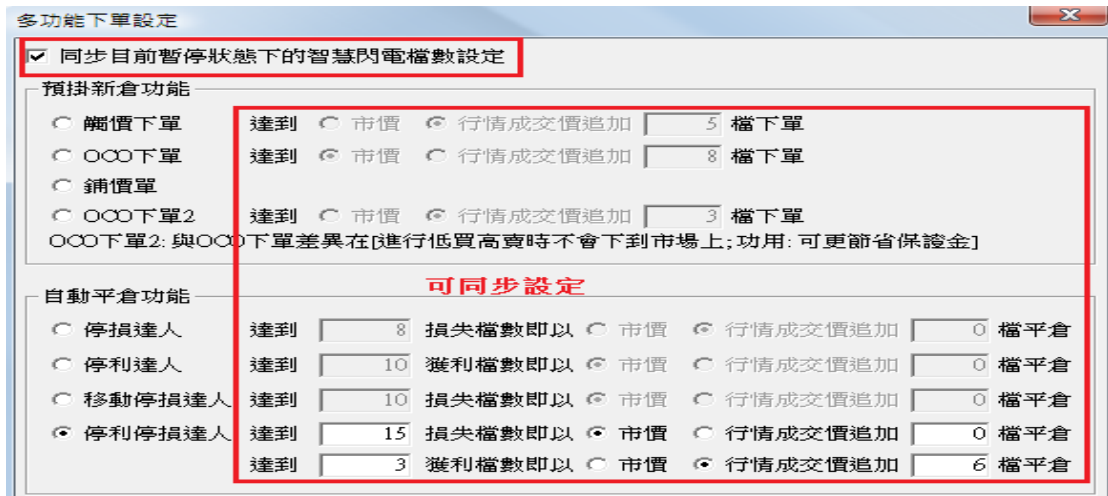 多功能下單設定
同步目前暫停狀態下的智慧閃電檔數設定
預掛新倉功能
觸價下單 達到 市價 行情成交價追加 5 檔下單
OCO下單 達到 市價 行情成交價追加 8 檔下單
鋪價單
OCO下單2 達到 市價 行情成交價追加 3 檔下單
OCO下單2: 與OCO下單差異在[進行低買高賣時不會下到市場上;功用: 可更節省保證金]
可同步設定
自動平倉功能
停損達人 達到 8 損失檔數即以 市價 行情成交價追加 0 檔平倉
停利達人 達到 10 獲利檔數即以 市價 行情成交價追加 0 檔平倉
移動停損達人 達到 10 損失檔數即以 市價 行情成交價追加 0 檔平倉
停利停損達人 達到 15 損失檔數即以 市價 行情成交價追加 0 檔平倉
達到 3 獲利檔數即以 市價 行情成交價追加 6 檔平倉